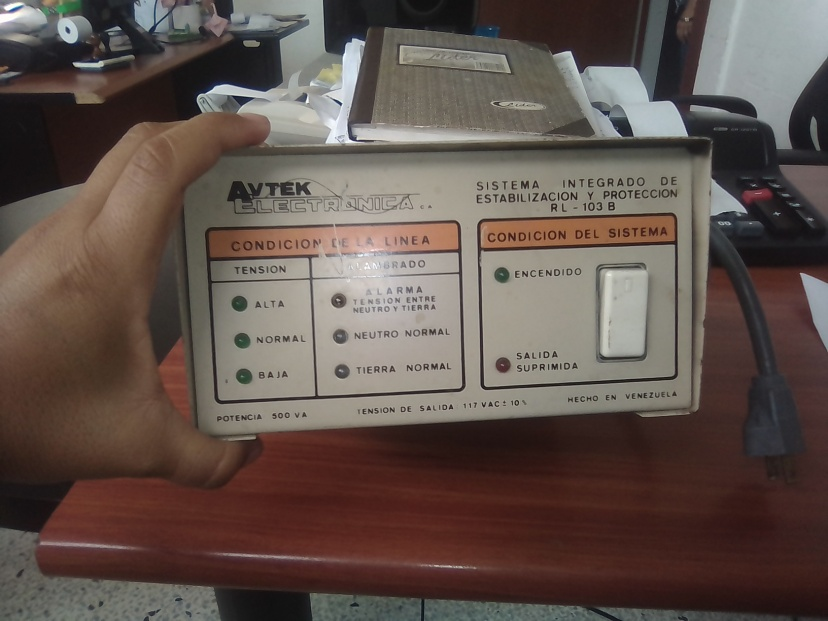 AVTEK
ELECTRONICA C.A.
SISTEMA INTEGRADO DE
ESTABILIZACION Y PROTECCION
RL-103 B
CONDICION DE LA LINEA
TENSION
ALAMBRADO
ALTA
NORMAL
BAJA
ALARMA
TENSION ENTRE
NEUTRO Y TIERRA
NEUTRO NORMAL
TIERRA NORMAL
CONDICION DEL SISTEMA
ENCENDIDO
SALIDA
SUPRIMIDA
POTENCIA 500 VA
TENSION DE SALIDA 117 VAC ± 10%
HECHO EN VENEZUELA